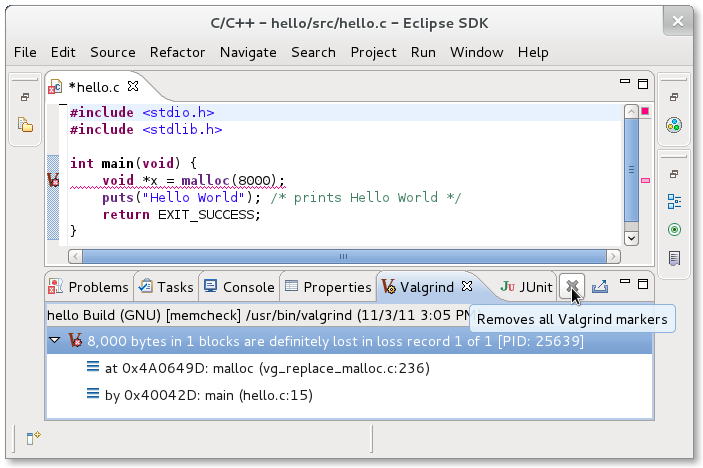 C/C++ – hello/src/hello.c – Eclipse SDK
File Edit Source Refactor Navigate Search Project Run Window Help
*hello.c
#include <stdio.h>
#include <stdlib.h>
int main(void) {
void *x = malloc(8000);
puts("Hello World"); /* prints Hello World */
return EXIT_SUCCESS;
}
Problems Tasks Console Properties Valgrind JUnit
hello Build (GNU) [memcheck] /usr/bin/valgrind (11/3/11 3:05 PM
Removes all Valgrind markers
8,000 bytes in 1 blocks are definitely lost in loss record 1 of 1 [PID: 25639]
at 0x4A0649D: malloc (vg_replace_malloc.c:236)
by 0x40042D: main (hello.c:15)